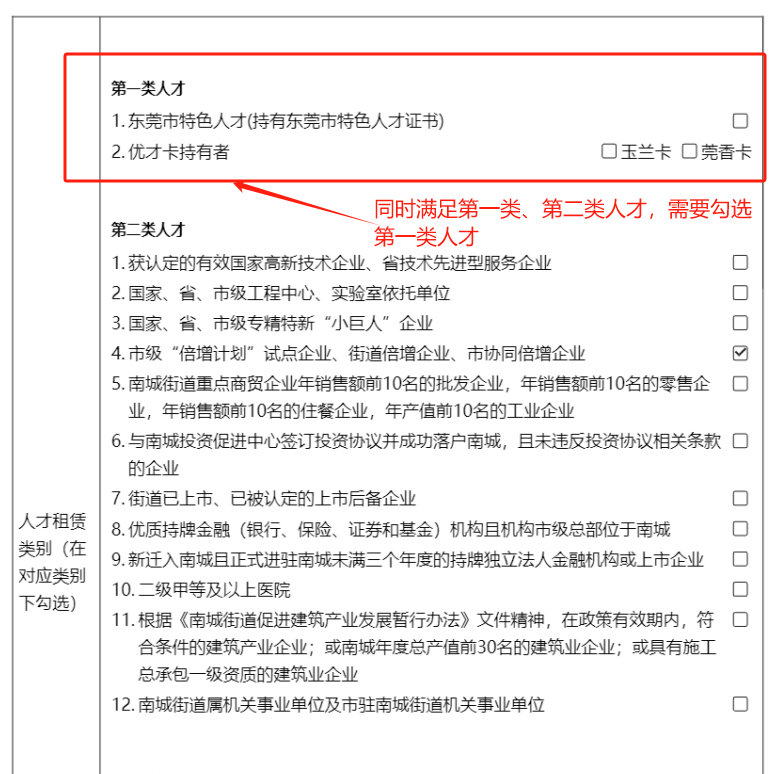 第一类人才
1.东莞市特色人才(持有东莞市特色人才证书)
2.优才卡持有者 玉兰卡 莞香卡
同时满足第一类、第二类人才，需要勾选
第一类人才
第二类人才
1.获认定的有效国家高新技术企业、省技术先进型服务企业
2.国家、省、市级工程中心、实验室依托单位
3.国家、省、市级专精特新“小巨人”企业
4.市级“倍增计划”试点企业、街道倍增企业、市协同倍增企业
5.南城街道重点商贸企业年销售额前10名的批发企业，年销售额前10名的零售企
业，年销售额前10名的住餐企业，年产值前10名的工业企业
6.与南城投资促进中心签订投资协议并成功落户南城，且未违反投资协议相关条款
的企业
7.街道已上市、已被认定的上市后备企业
8.优质持牌金融（银行、保险、证券和基金）机构且机构市级总部位于南城
9.新迁入南城且正式进驻南城未满三个年度的持牌独立法人金融机构或上市企业
10.二级甲等及以上医院
11.根据《南城街道促进建筑产业发展暂行办法》文件精神，在政策有效期内，符
合条件的建筑产业企业；或南城年度总产值前30名的建筑业企业；或具有施工
总承包一级资质的建筑业企业
12.南城街道属机关事业单位及市驻南城街道机关事业单位
人才租赁
类别（在
对应类别
下勾选）